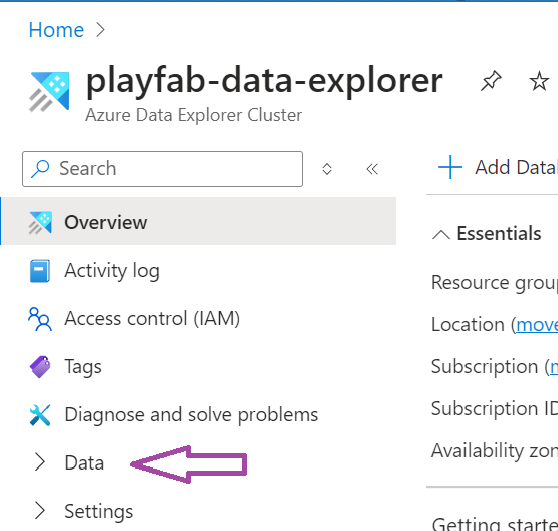 Home
playfab-data-explorer
Azure Data Explorer Cluster
Search
Add Data
Overview
Essentials
Activity log
Resource group
Access control (IAM)
Location (move
Tags
Subscription (
Diagnose and solve problems
Subscription ID
Availability zon
Data
Settings
Getting starte